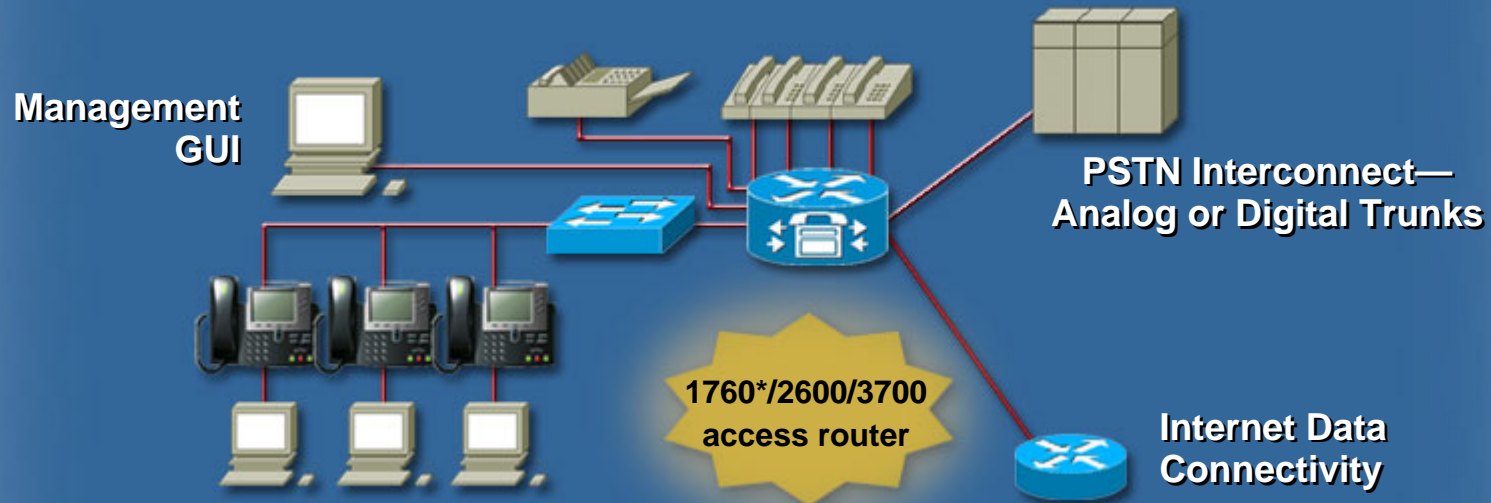 Management
GUI
PSTN Interconnect—
Analog or Digital Trunks
1760*/2600/3700
access router
Internet Data
Connectivity